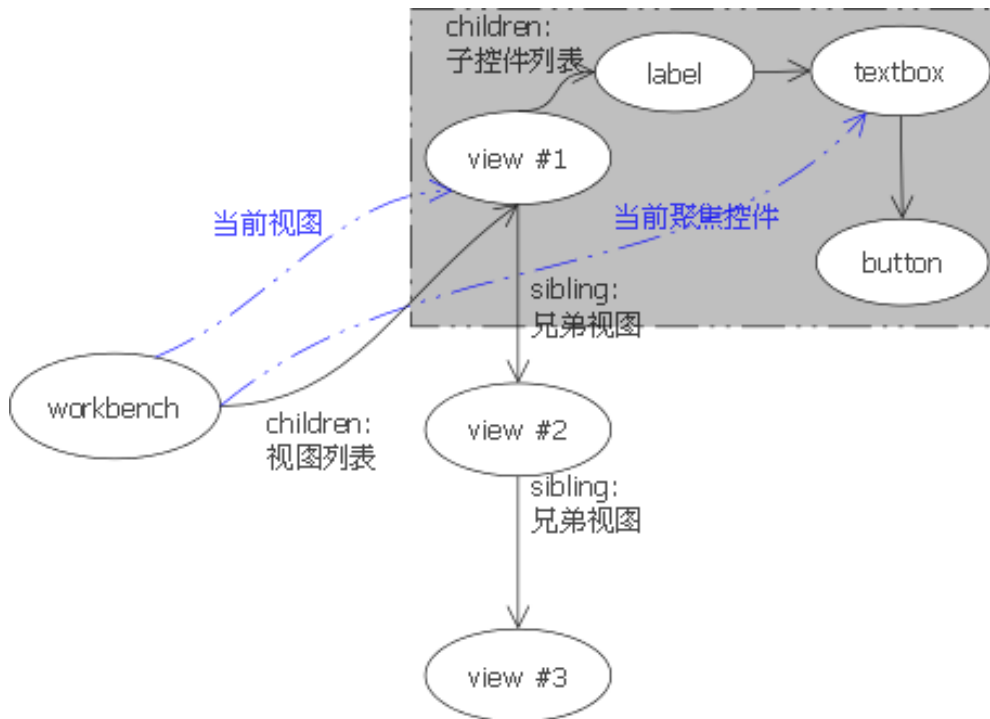 children:
子控件列表
label
textbox
view #1
当前视图
当前聚焦控件
button
sibling:
兄弟视图
workbench
children:
视图列表
view #2
sibling:
兄弟视图
view #3